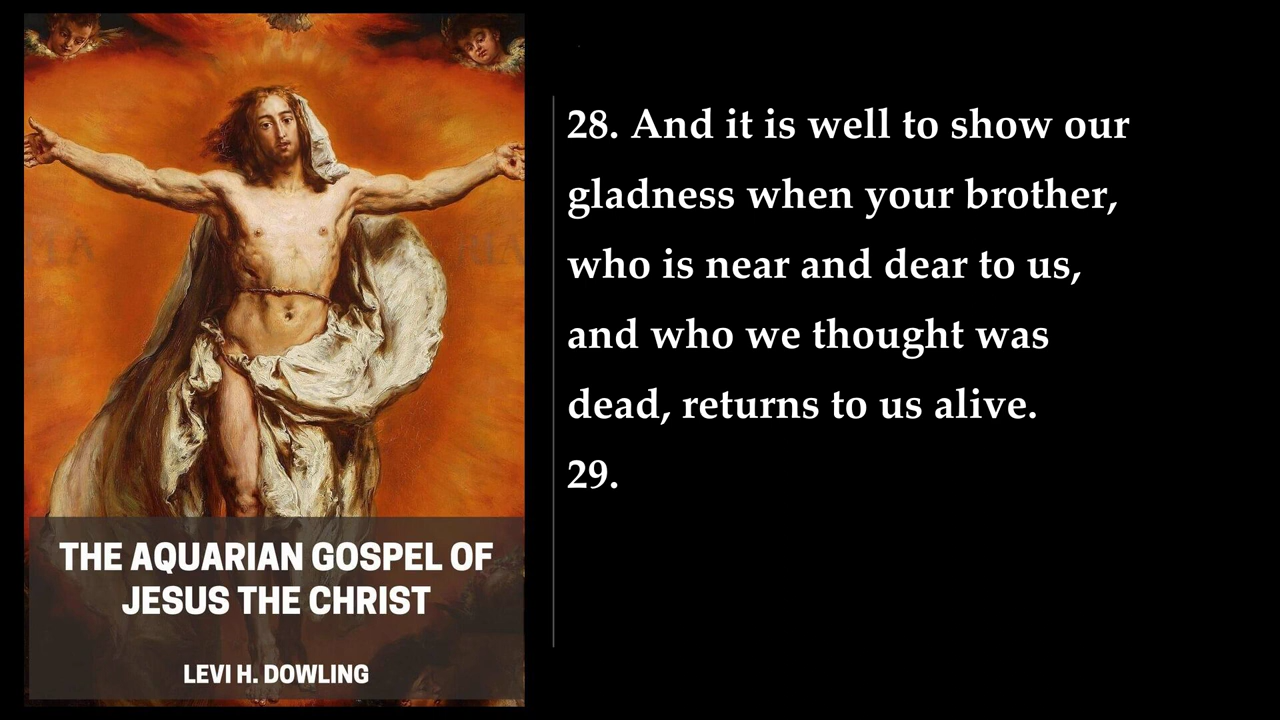 THE AQUARIAN GOSPEL OF
JESUS THE CHRIST
LEVI H. DOWLING
28. And it is well to show our
gladness when your brother,
who is near and dear to us,
and who we thought was
dead, returns to us alive.
29.